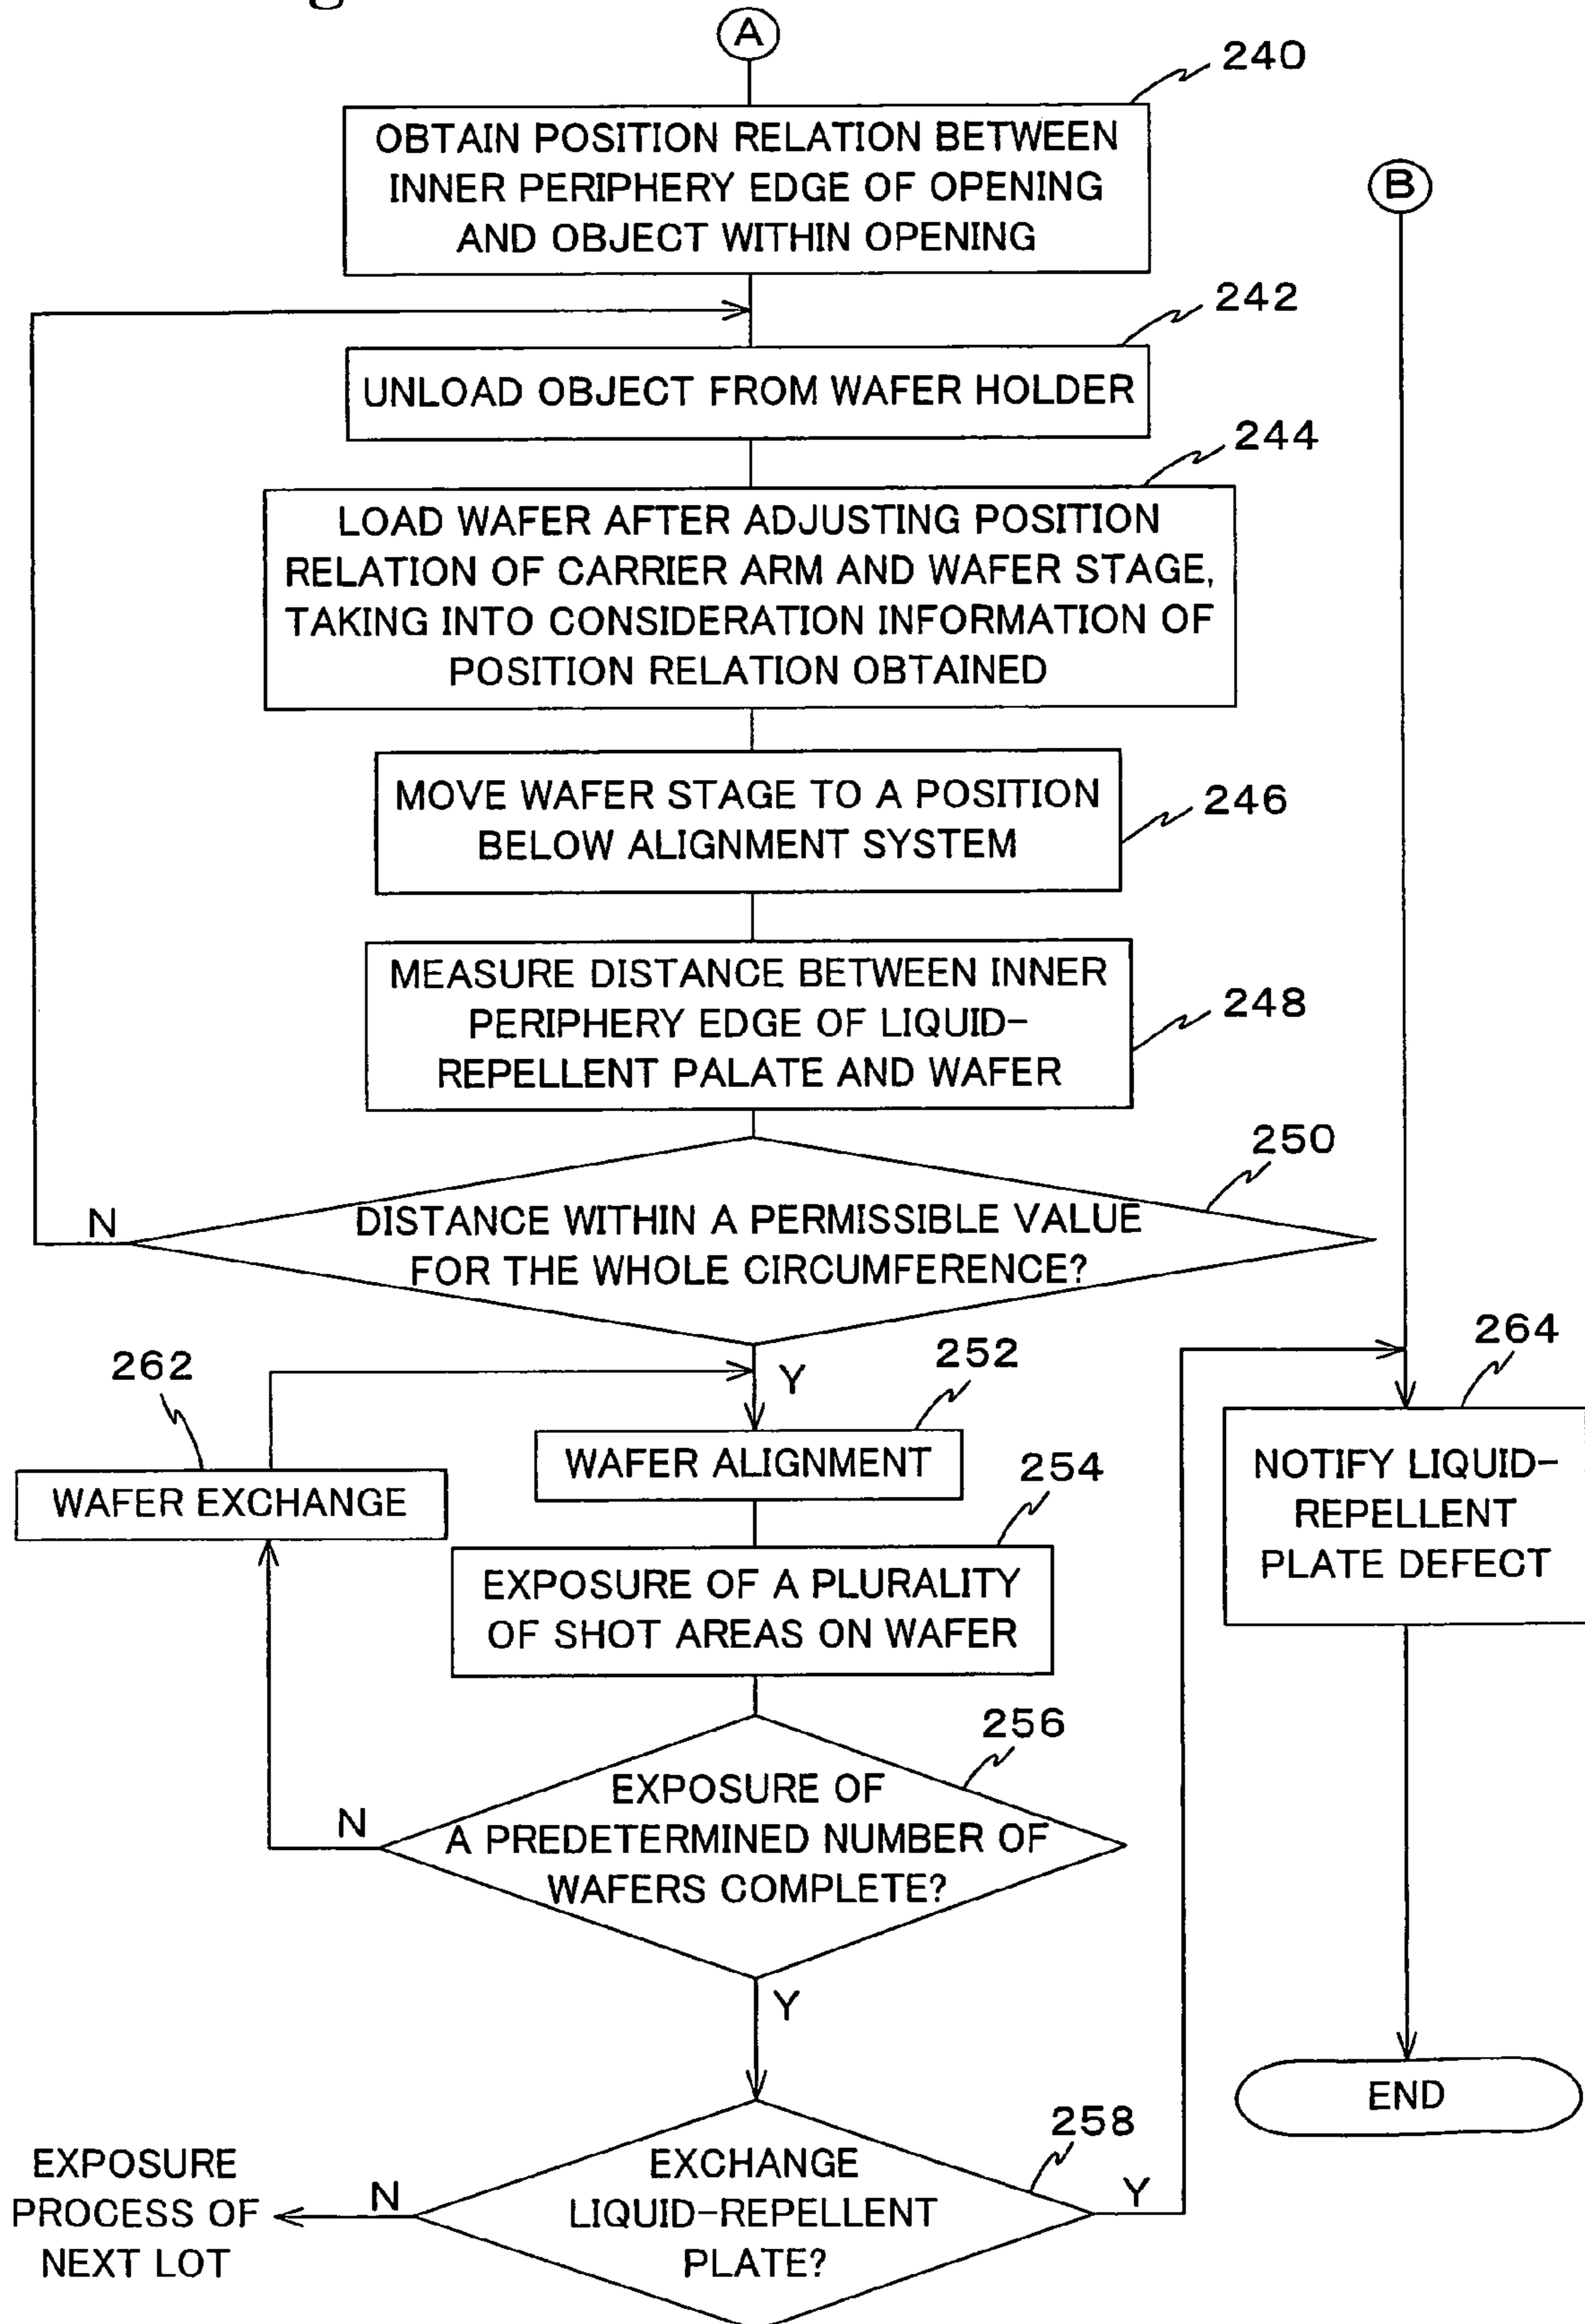 A
240
OBTAIN POSITION RELATION BETWEEN
INNER PERIPHERY EDGE OF OPENING
AND OBJECT WITHIN OPENING
B
242
UNLOAD OBJECT FROM WAFER HOLDER
244
LOAD WAFER AFTER ADJUSTING POSITION
RELATION OF CARRIER ARM AND WAFER STAGE,
TAKING INTO CONSIDERATION INFORMATION OF
POSITION RELATION OBTAINED
MOVE WAFER STAGE TO A POSITION
BELOW ALIGNMENT SYSTEM
246
MEASURE DISTANCE BETWEEN INNER
PERIPHERY EDGE OF LIQUID-
REPELLENT PALATE AND WAFER
248
250
N
DISTANCE WITHIN A PERMISSIBLE VALUE
FOR THE WHOLE CIRCUMFERENCE?
Y
262
WAFER EXCHANGE
252
WAFER ALIGNMENT
254
EXPOSURE OF A PLURALITY
OF SHOT AREAS ON WAFER
264
NOTIFY LIQUID-
REPELLENT
PLATE DEFECT
256
N
EXPOSURE OF
A PREDETERMINED NUMBER OF
WAFERS COMPLETE?
Y
END
258
EXCHANGE
LIQUID-REPELLENT
PLATE?
N
Y
EXPOSURE
PROCESS OF
NEXT LOT